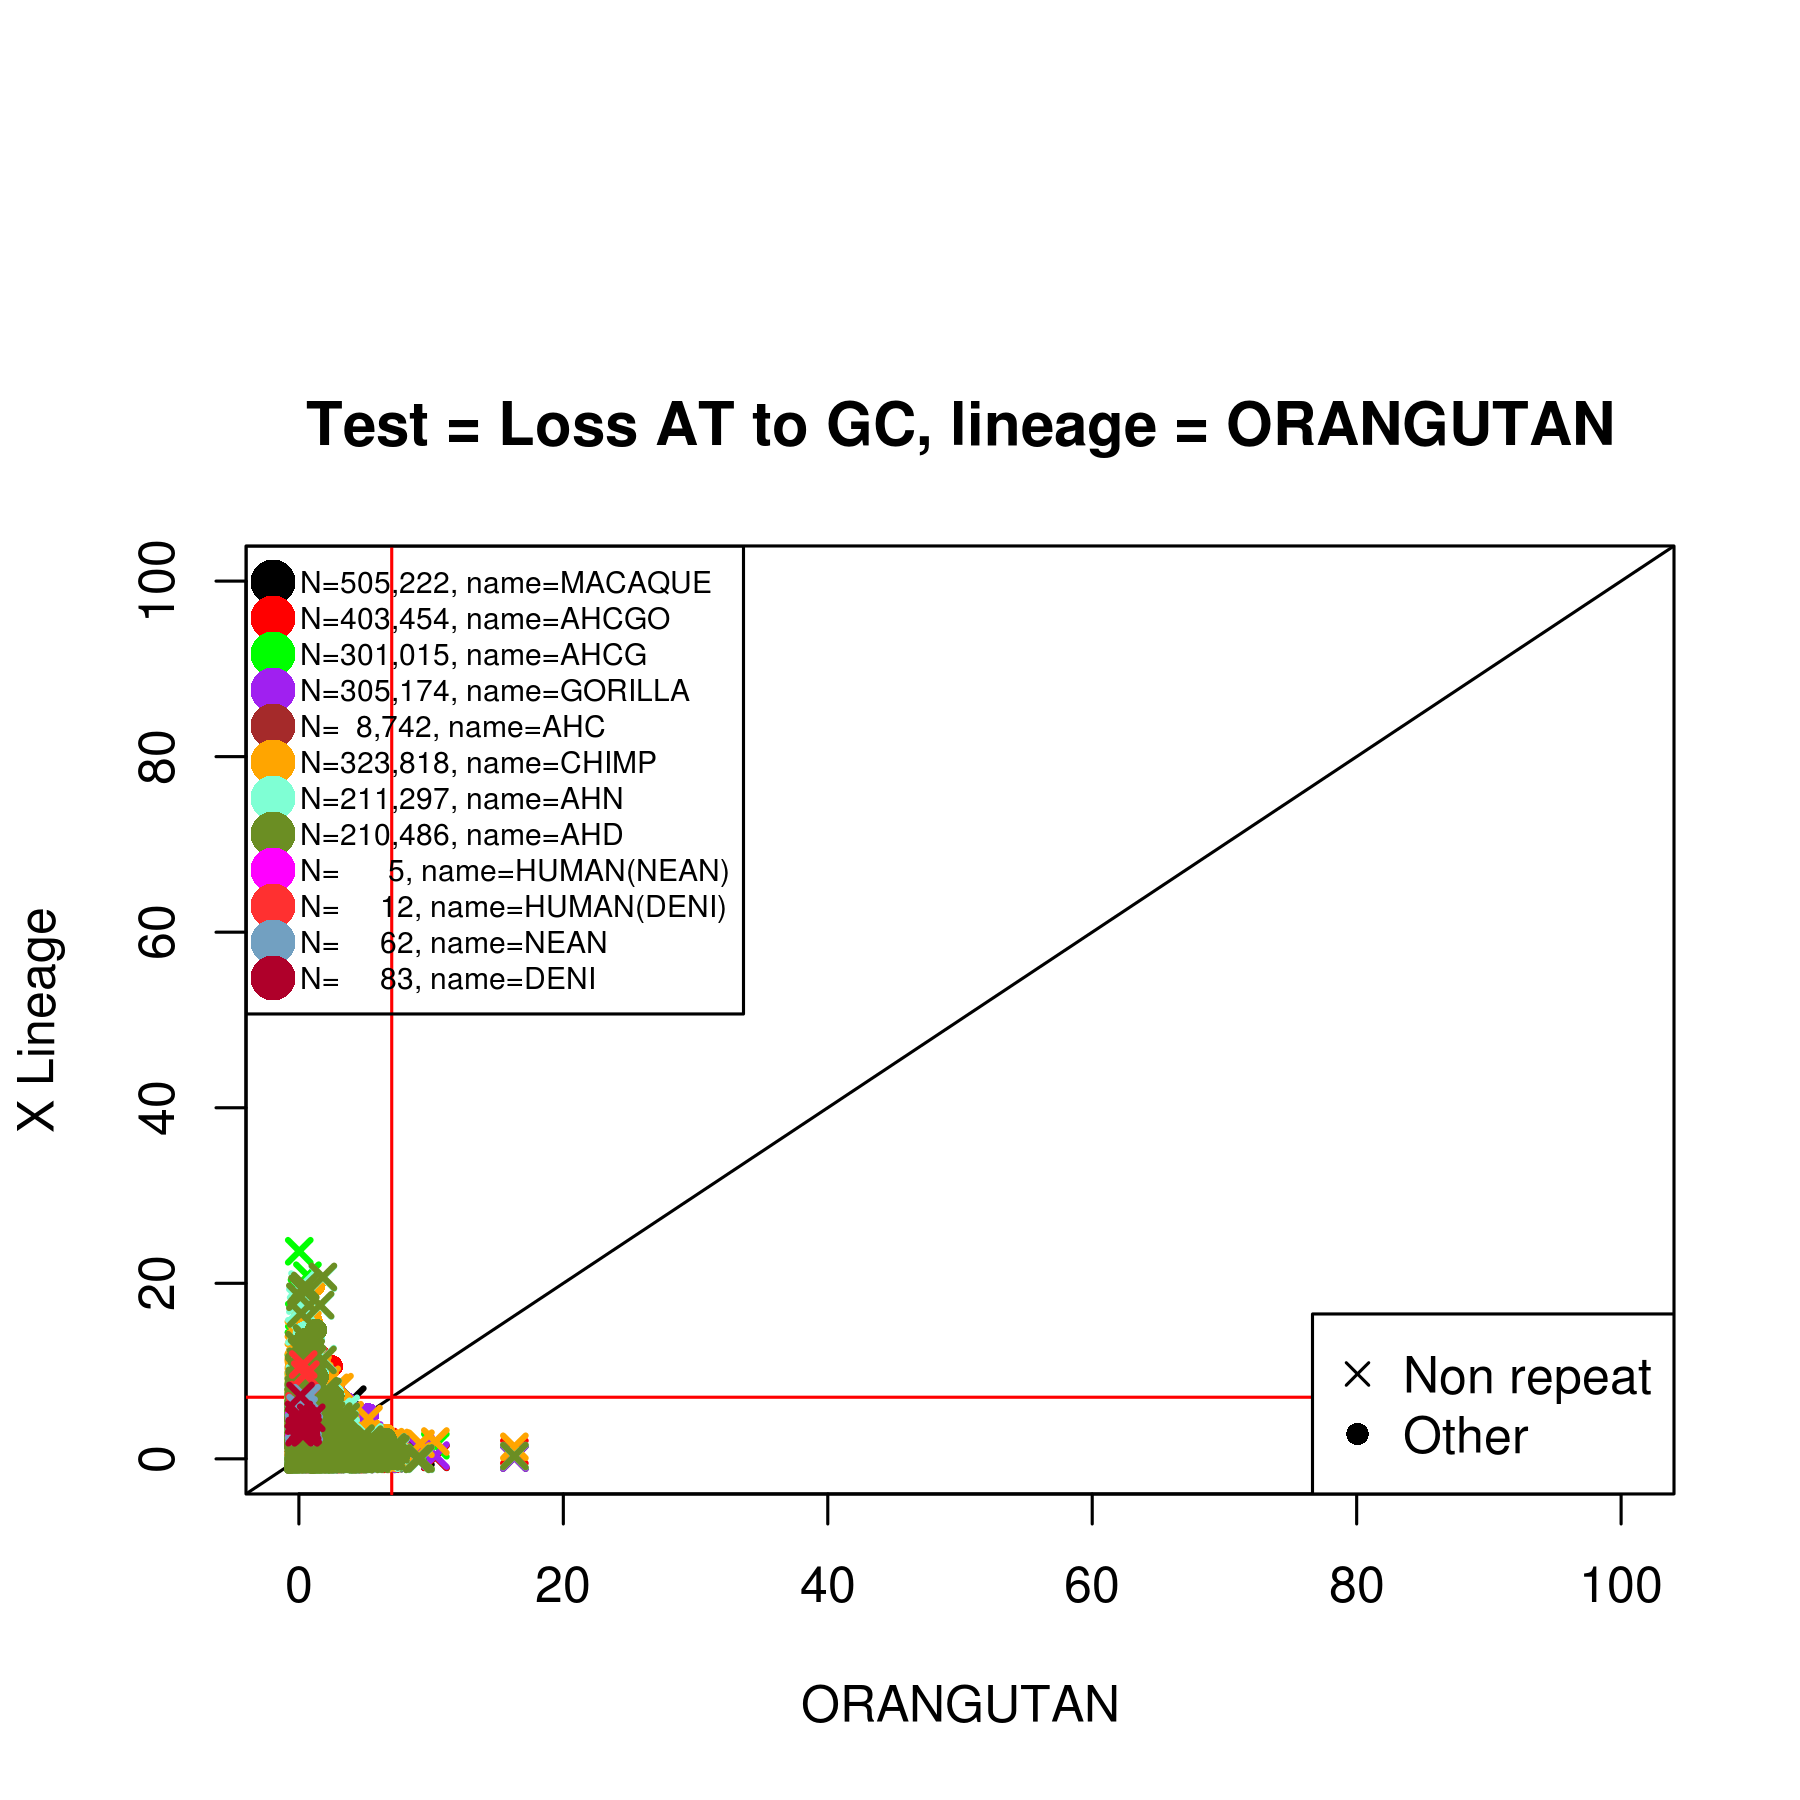 Test = Loss AT to GC, lineage = ORANGUTAN
N=505,222, name=MACAQUE
N=403,454, name=AHCGO
N=301,015, name=AHCG
N=305,174, name=GORILLA
N=  8,742, name=AHC
N=323,818, name=CHIMP
N=211,297, name=AHN
N=210,486, name=AHD
N=      5, name=HUMAN(NEAN)
N=     12, name=HUMAN(DENI)
N=     62, name=NEAN
N=     83, name=DENI
100
80
60
40
20
0
X Lineage
Non repeat
Other
0 20 40 60 80 100
ORANGUTAN